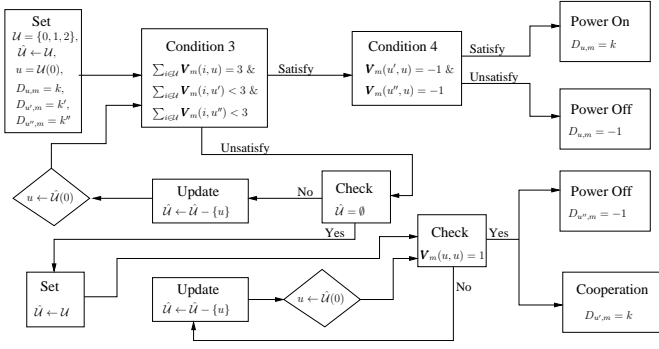 Set
𝒰 = {0, 1, 2},
𝒰̂ ← 𝒰,
u = 𝒰(0),
D_{u,m} = k,
D_{u′,m} = k′,
D_{u″,m} = k″
Condition 3
∑_{i∈𝒰} V_m(i, u) = 3 &
∑_{i∈𝒰} V_m(i, u′) < 3 &
∑_{i∈𝒰} V_m(i, u″) < 3
Satisfy
Condition 4
V_m(u′, u) = −1 &
V_m(u″, u) = −1
Satisfy
Unsatisfy
Power On
D_{u,m} = k
Power Off
D_{u,m} = −1
Unsatisfy
u ← 𝒰̂(0)
Update
𝒰̂ ← 𝒰̂ − {u}
No
Check
𝒰̂ = ∅
Yes
Set
𝒰̂ ← 𝒰
Update
𝒰̂ ← 𝒰̂ − {u}
u ← 𝒰̂(0)
Check
V_m(u, u) = 1
Yes
No
Power Off
D_{u″,m} = −1
Cooperation
D_{u′,m} = k